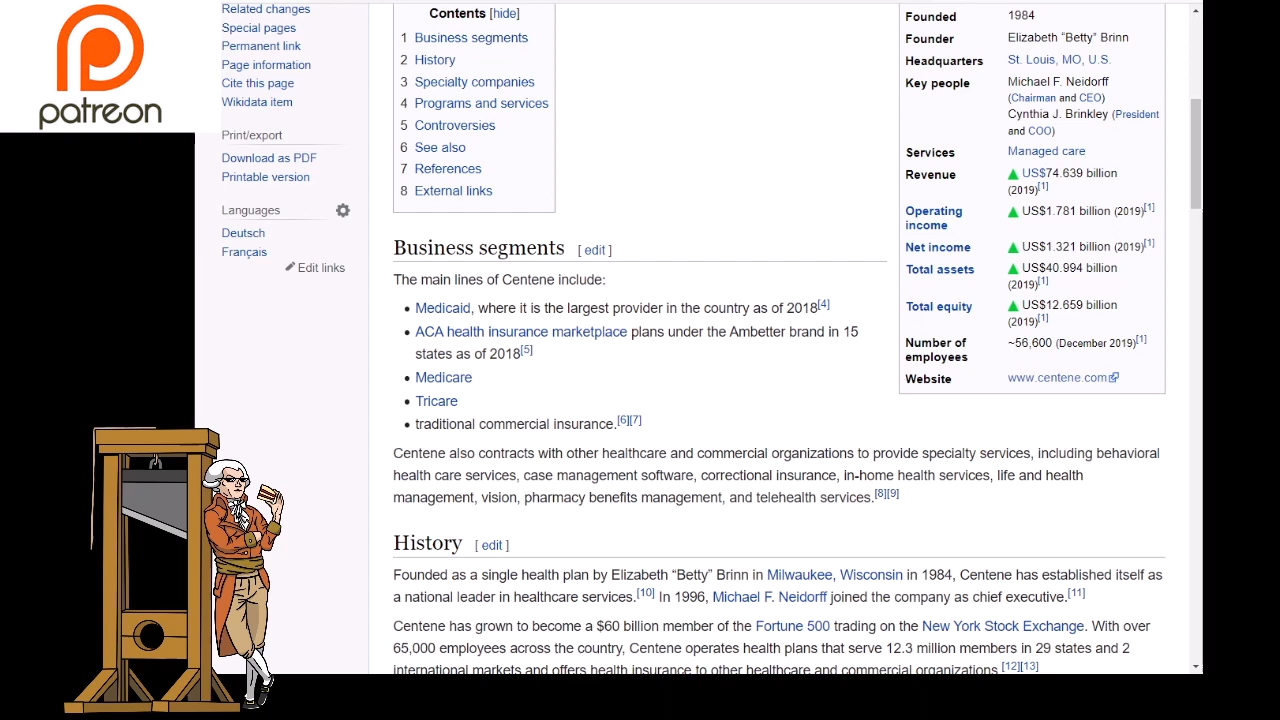 patreon
Related changes
Special pages
Permanent link
Page information
Cite this page
Wikidata item
Print/export
Download as PDF
Printable version
Languages
Deutsch
Français
Edit links
Contents [hide]
1 Business segments
2 History
3 Specialty companies
4 Programs and services
5 Controversies
6 See also
7 References
8 External links
Business segments [ edit ]
The main lines of Centene include:
• Medicaid, where it is the largest provider in the country as of 2018[4]
• ACA health insurance marketplace plans under the Ambetter brand in 15
states as of 2018[5]
• Medicare
• Tricare
• traditional commercial insurance.[6][7]
Centene also contracts with other healthcare and commercial organizations to provide specialty services, including behavioral
health care services, case management software, correctional insurance, in-home health services, life and health
management, vision, pharmacy benefits management, and telehealth services.[8][9]
History [ edit ]
Founded as a single health plan by Elizabeth “Betty” Brinn in Milwaukee, Wisconsin in 1984, Centene has established itself as
a national leader in healthcare services.[10] In 1996, Michael F. Neidorff joined the company as chief executive.[11]
Centene has grown to become a $60 billion member of the Fortune 500 trading on the New York Stock Exchange. With over
65,000 employees across the country, Centene operates health plans that serve 12.3 million members in 29 states and 2
international markets and offers health insurance to other healthcare and commercial organizations.[12][13]
Founded 1984
Founder Elizabeth “Betty” Brinn
Headquarters St. Louis, MO, U.S.
Key people Michael F. Neidorff
(Chairman and CEO)
Cynthia J. Brinkley (President
and COO)
Services Managed care
Revenue ▲ US$74.639 billion
(2019)[1]
Operating ▲ US$1.781 billion (2019)[1]
income
Net income ▲ US$1.321 billion (2019)[1]
Total assets ▲ US$40.994 billion
(2019)[1]
Total equity ▲ US$12.659 billion
(2019)[1]
Number of ~56,600 (December 2019)[1]
employees
Website www.centene.com